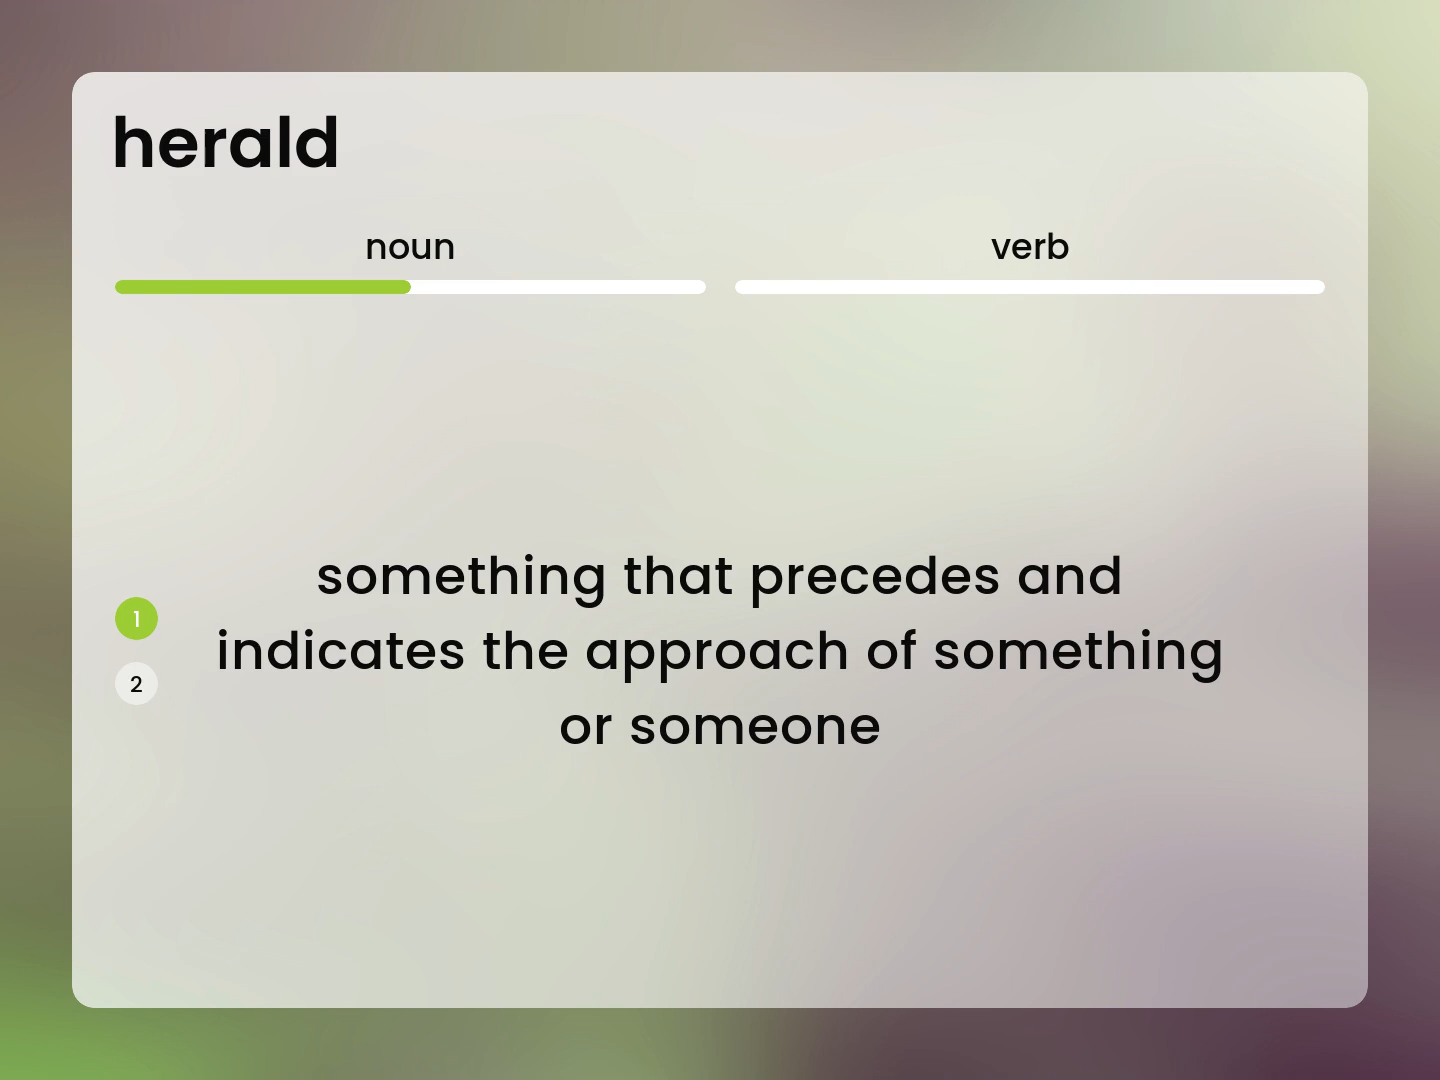 herald
noun
verb
something that precedes and
indicates the approach of something
or someone
1
2